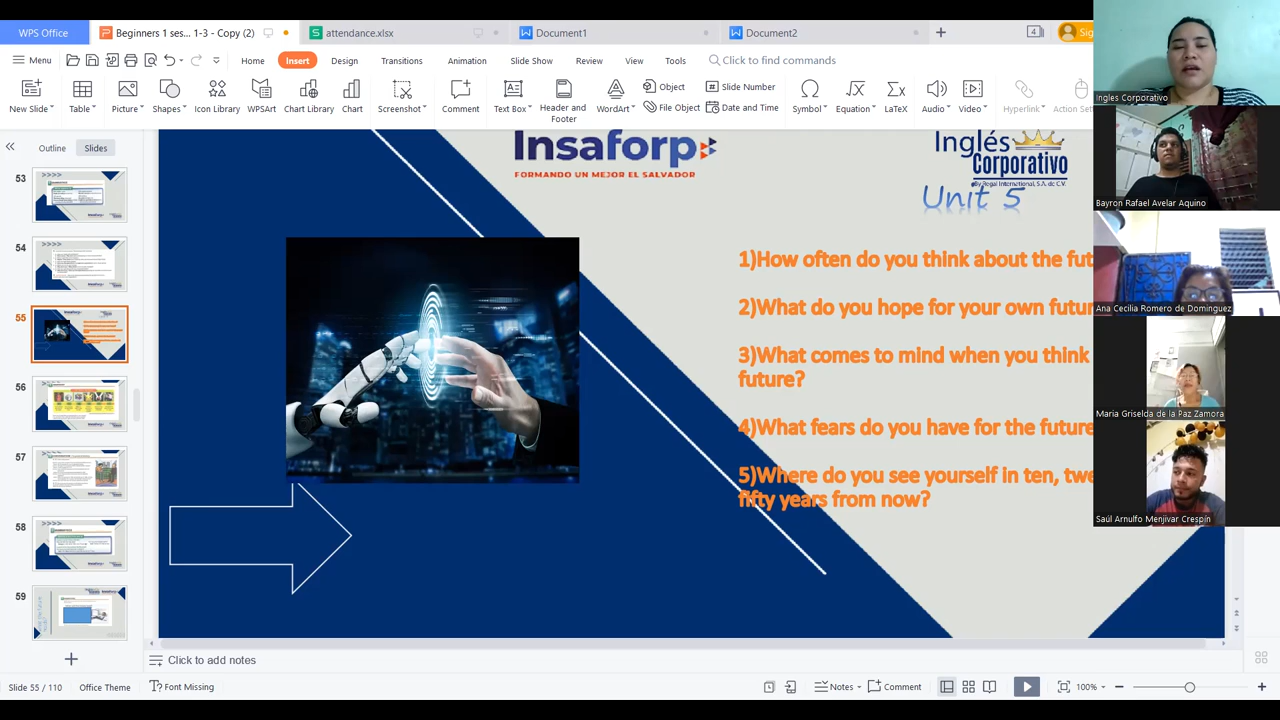 WPS Office
Beginners 1 ses... 1-3 - Copy (2)
attendance.xlsx
Document1
Document2
4
Menu
Home
Insert
Design
Transitions
Animation
Slide Show
Review
View
Tools
Click to find commands
New Slide
Table
Picture
Shapes
Icon Library
WPSArt
Chart Library
Chart
Screenshot
Comment
Text Box
Header and Footer
WordArt
Object
File Object
Slide Number
Date and Time
Symbol
Equation
LaTeX
Audio
Video
Hyperlink
Action
Outline
Slides
53
54
55
56
57
58
59
Insaforp
FORMANDO UN MEJOR EL SALVADOR
Inglés
Corporativo
By Regal International, S.A. de C.V.
Unit 5
1)How often do you think about the
2)What do you hope for your own
3)What comes to mind when you think
future?
4)What fears do you have for the future
5)Where do you see yourself in ten,
fifty years from now?
Ingles Corporativo
Bayron Rafael Avelar Aquino
Ana Cecilia Romero de Dominguez
Maria Griselda de la Paz Zamora
Saúl Arnulfo Menjivar Crespín
Click to add notes
Slide 55 / 110
Office Theme
Font Missing
Notes
Comment
100%